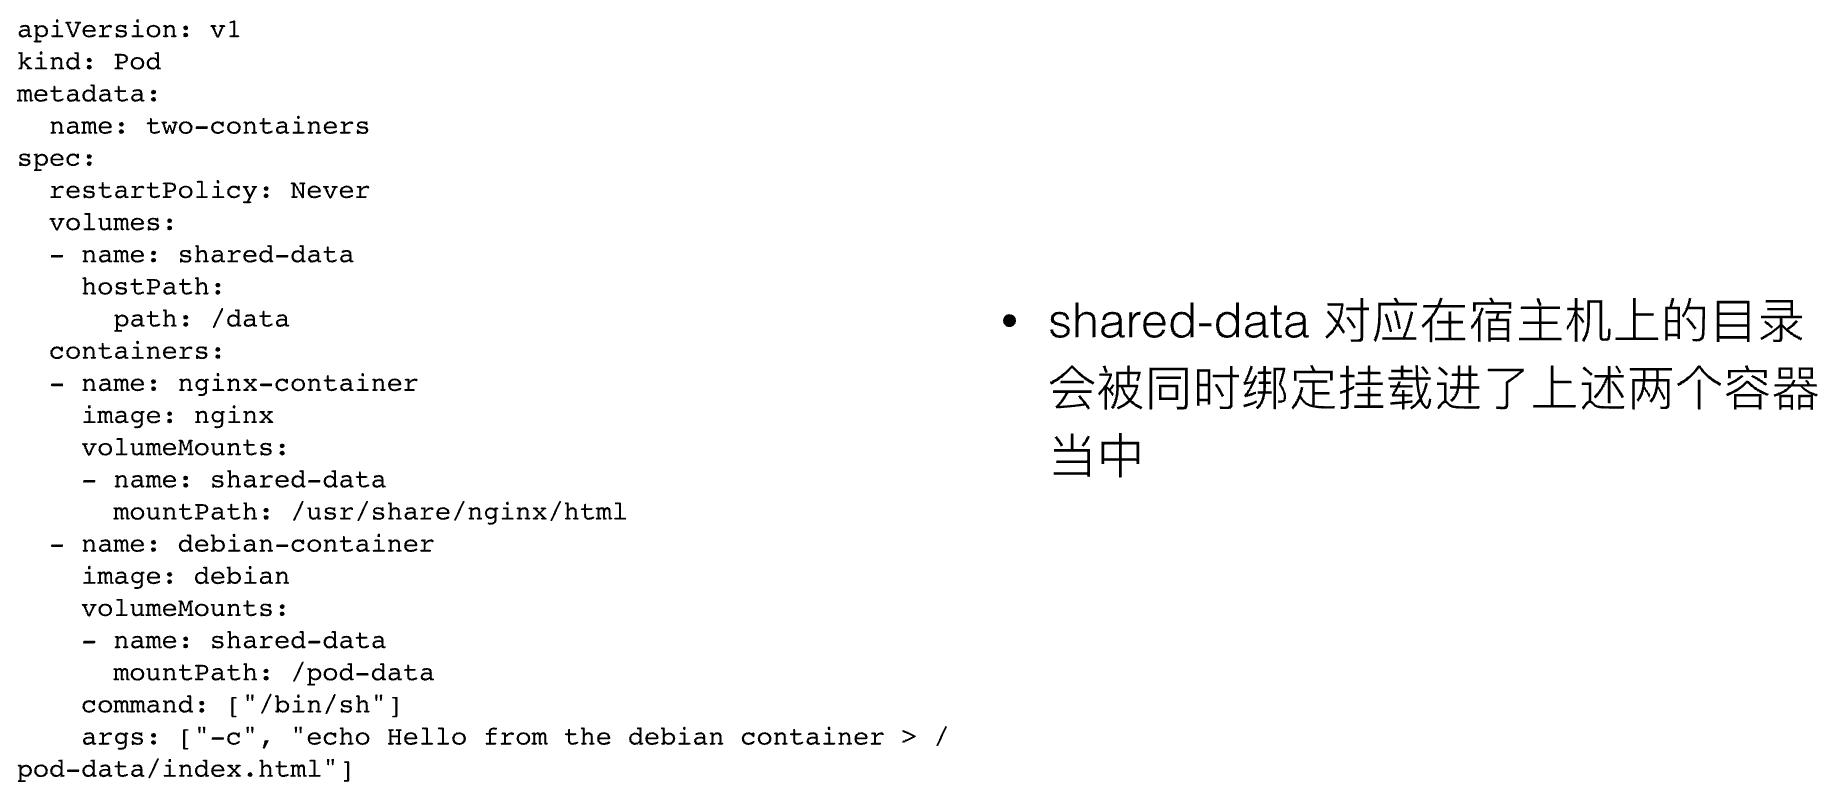 apiVersion: v1
kind: Pod
metadata:
  name: two-containers
spec:
  restartPolicy: Never
  volumes:
  - name: shared-data
    hostPath:
      path: /data
  containers:
  - name: nginx-container
    image: nginx
    volumeMounts:
    - name: shared-data
      mountPath: /usr/share/nginx/html
  - name: debian-container
    image: debian
    volumeMounts:
    - name: shared-data
      mountPath: /pod-data
    command: ["/bin/sh"]
    args: ["-c", "echo Hello from the debian container > /
pod-data/index.html"]
• shared-data 对应在宿主机上的目录
会被同时绑定挂载进了上述两个容器
当中